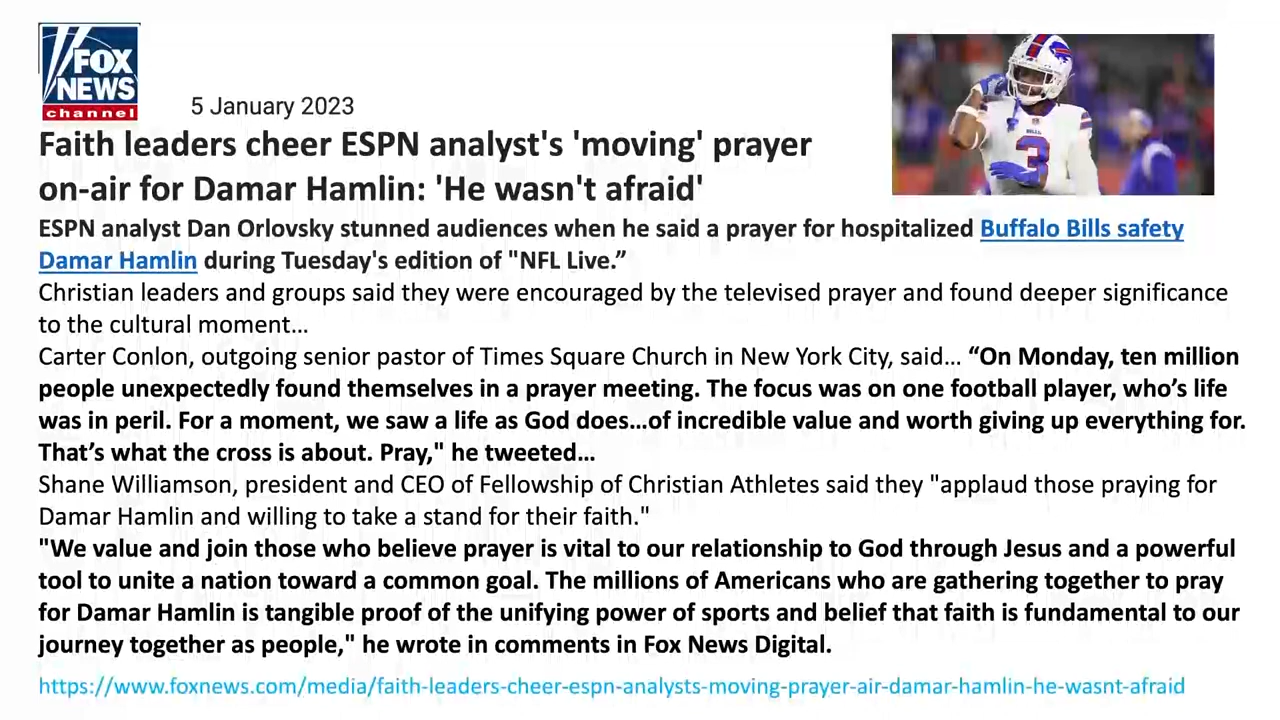 FOX
NEWS
channel
5 January 2023
Faith leaders cheer ESPN analyst's 'moving' prayer
on-air for Damar Hamlin: 'He wasn't afraid'
ESPN analyst Dan Orlovsky stunned audiences when he said a prayer for hospitalized Buffalo Bills safety
Damar Hamlin during Tuesday's edition of "NFL Live.”
Christian leaders and groups said they were encouraged by the televised prayer and found deeper significance
to the cultural moment…
Carter Conlon, outgoing senior pastor of Times Square Church in New York City, said… “On Monday, ten million
people unexpectedly found themselves in a prayer meeting. The focus was on one football player, who’s life
was in peril. For a moment, we saw a life as God does…of incredible value and worth giving up everything for.
That’s what the cross is about. Pray," he tweeted…
Shane Williamson, president and CEO of Fellowship of Christian Athletes said they "applaud those praying for
Damar Hamlin and willing to take a stand for their faith."
"We value and join those who believe prayer is vital to our relationship to God through Jesus and a powerful
tool to unite a nation toward a common goal. The millions of Americans who are gathering together to pray
for Damar Hamlin is tangible proof of the unifying power of sports and belief that faith is fundamental to our
journey together as people," he wrote in comments in Fox News Digital.
https://www.foxnews.com/media/faith-leaders-cheer-espn-analysts-moving-prayer-air-damar-hamlin-he-wasnt-afraid
BILLS
3